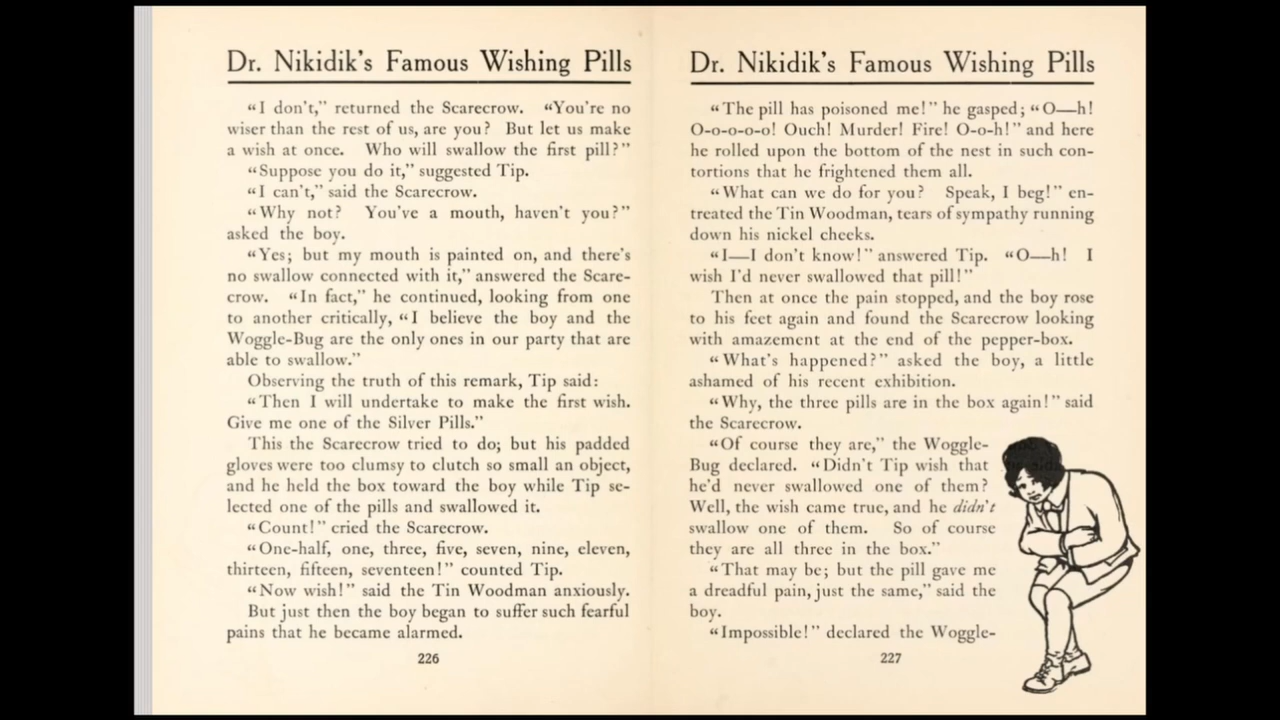 Dr. Nikidik's Famous Wishing Pills
“I don't,” returned the Scarecrow. “You're no
wiser than the rest of us, are you? But let us make
a wish at once. Who will swallow the first pill?”
“Suppose you do it,” suggested Tip.
“I can't,” said the Scarecrow.
“Why not? You've a mouth, haven't you?”
asked the boy.
“Yes; but my mouth is painted on, and there's
no swallow connected with it,” answered the Scare-
crow. “In fact,” he continued, looking from one
to another critically, “I believe the boy and the
Woggle-Bug are the only ones in our party that are
able to swallow.”
Observing the truth of this remark, Tip said:
“Then I will undertake to make the first wish.
Give me one of the Silver Pills.”
This the Scarecrow tried to do; but his padded
gloves were too clumsy to clutch so small an object,
and he held the box toward the boy while Tip se-
lected one of the pills and swallowed it.
“Count!” cried the Scarecrow.
“One-half, one, three, five, seven, nine, eleven,
thirteen, fifteen, seventeen!” counted Tip.
“Now wish!” said the Tin Woodman anxiously.
But just then the boy began to suffer such fearful
pains that he became alarmed.
226
Dr. Nikidik's Famous Wishing Pills
“The pill has poisoned me!” he gasped; “O—h!
O-o-o-o-o! Ouch! Murder! Fire! O-o-h!” and here
he rolled upon the bottom of the nest in such con-
tortions that he frightened them all.
“What can we do for you? Speak, I beg!” en-
treated the Tin Woodman, tears of sympathy running
down his nickel cheeks.
“I—I don't know!” answered Tip. “O—h! I
wish I'd never swallowed that pill!”
Then at once the pain stopped, and the boy rose
to his feet again and found the Scarecrow looking
with amazement at the end of the pepper-box.
“What's happened?” asked the boy, a little
ashamed of his recent exhibition.
“Why, the three pills are in the box again!” said
the Scarecrow.
“Of course they are,” the Woggle-
Bug declared. “Didn't Tip wish that
he'd never swallowed one of them?
Well, the wish came true, and he didn't
swallow one of them. So of course
they are all three in the box.”
“That may be; but the pill gave me
a dreadful pain, just the same,” said the
boy.
“Impossible!” declared the Woggle-
227